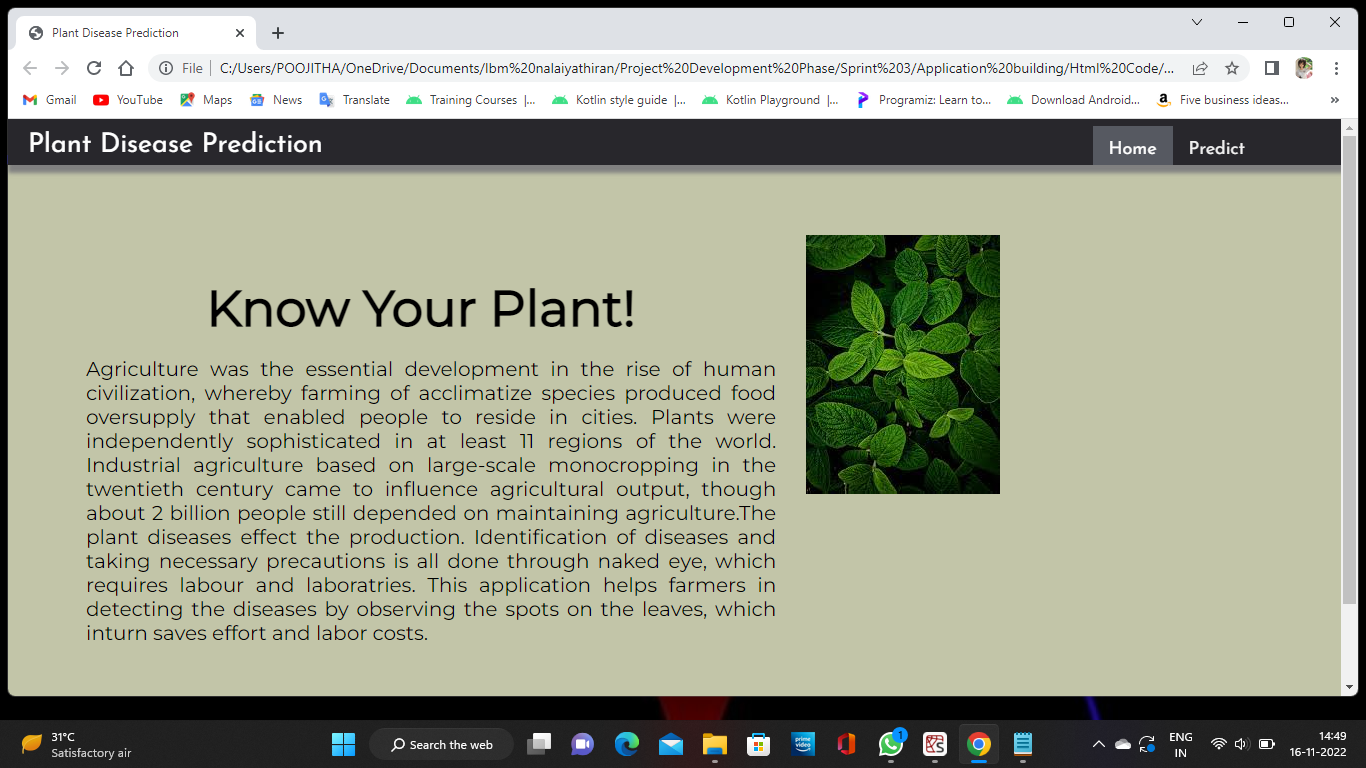 Plant Disease Prediction
File
C:/Users/POOJITHA/OneDrive/Documents/Ibm%20nalaiyathiran/Project%20Development%20Phase/Sprint%203/Application%20building/Html%20Code/...
Gmail YouTube Maps News Translate Training Courses |... Kotlin style guide |... Kotlin Playground |... Programiz: Learn to... Download Android... Five business ideas... »
Plant Disease Prediction
Home Predict
Know Your Plant!
Agriculture was the essential development in the rise of human
civilization, whereby farming of acclimatize species produced food
oversupply that enabled people to reside in cities. Plants were
independently sophisticated in at least 11 regions of the world.
Industrial agriculture based on large-scale monocropping in the
twentieth century came to influence agricultural output, though
about 2 billion people still depended on maintaining agriculture.The
plant diseases effect the production. Identification of diseases and
taking necessary precautions is all done through naked eye, which
requires labour and laboratries. This application helps farmers in
detecting the diseases by observing the spots on the leaves, which
inturn saves effort and labor costs.
31°C
Satisfactory air
Search the web
prime video
1
ENG
IN
14:49
16-11-2022